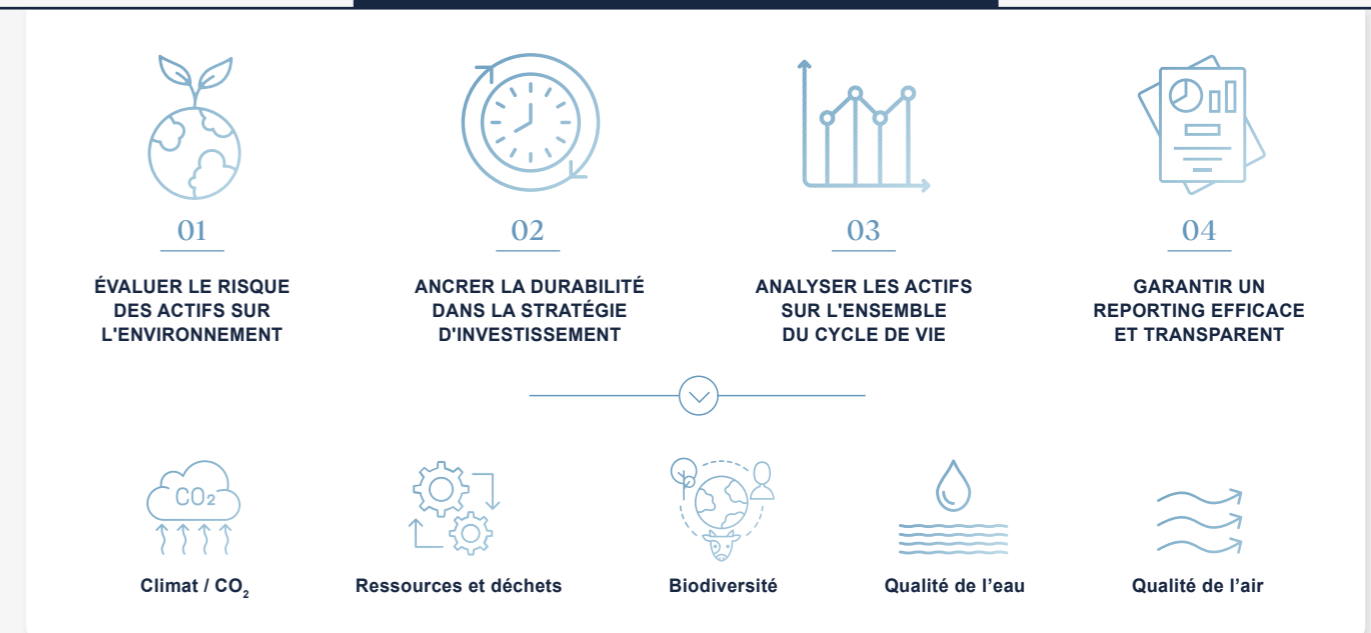 01
02
03
04
ÉVALUER LE RISQUE
DES ACTIFS SUR
L'ENVIRONNEMENT
ANCRER LA DURABILITÉ
DANS LA STRATÉGIE
D'INVESTISSEMENT
ANALYSER LES ACTIFS
SUR L'ENSEMBLE
DU CYCLE DE VIE
GARANTIR UN
REPORTING EFFICACE
ET TRANSPARENT
CO₂
Climat / CO₂
Ressources et déchets
Biodiversité
Qualité de l’eau
Qualité de l’air